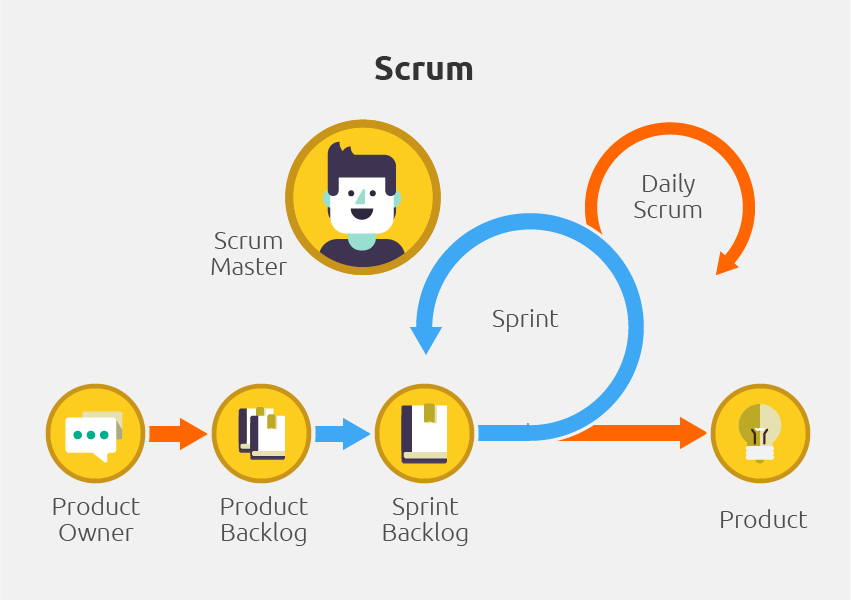 Scrum
Daily
Scrum
Scrum
Master
Sprint
Product
Owner
Product
Backlog
Sprint
Backlog
Product